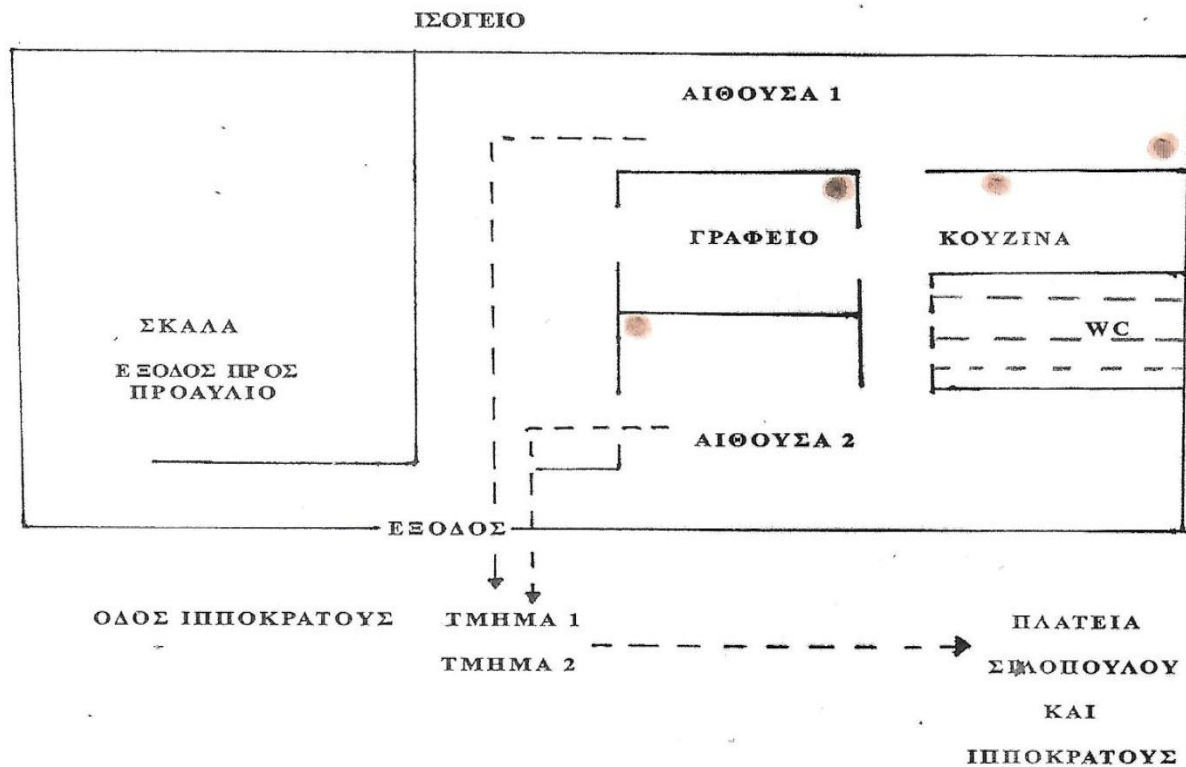 ΙΣΟΓΕΙΟ
ΑΙΘΟΥΣΑ 1
ΓΡΑΦΕΙΟ
ΚΟΥΖΙΝΑ
ΣΚΑΛΑ
WC
ΕΞΟΔΟΣ ΠΡΟΣ
ΠΡΟΑΥΛΙΟ
ΑΙΘΟΥΣΑ 2
ΕΞΟΔΟΣ
ΟΔΟΣ ΙΠΠΟΚΡΑΤΟΥΣ
ΤΜΗΜΑ 1
ΤΜΗΜΑ 2
ΠΛΑΤΕΙΑ
ΚΑΙ
ΙΠΠΟΚΡΑΤΟΥΣ